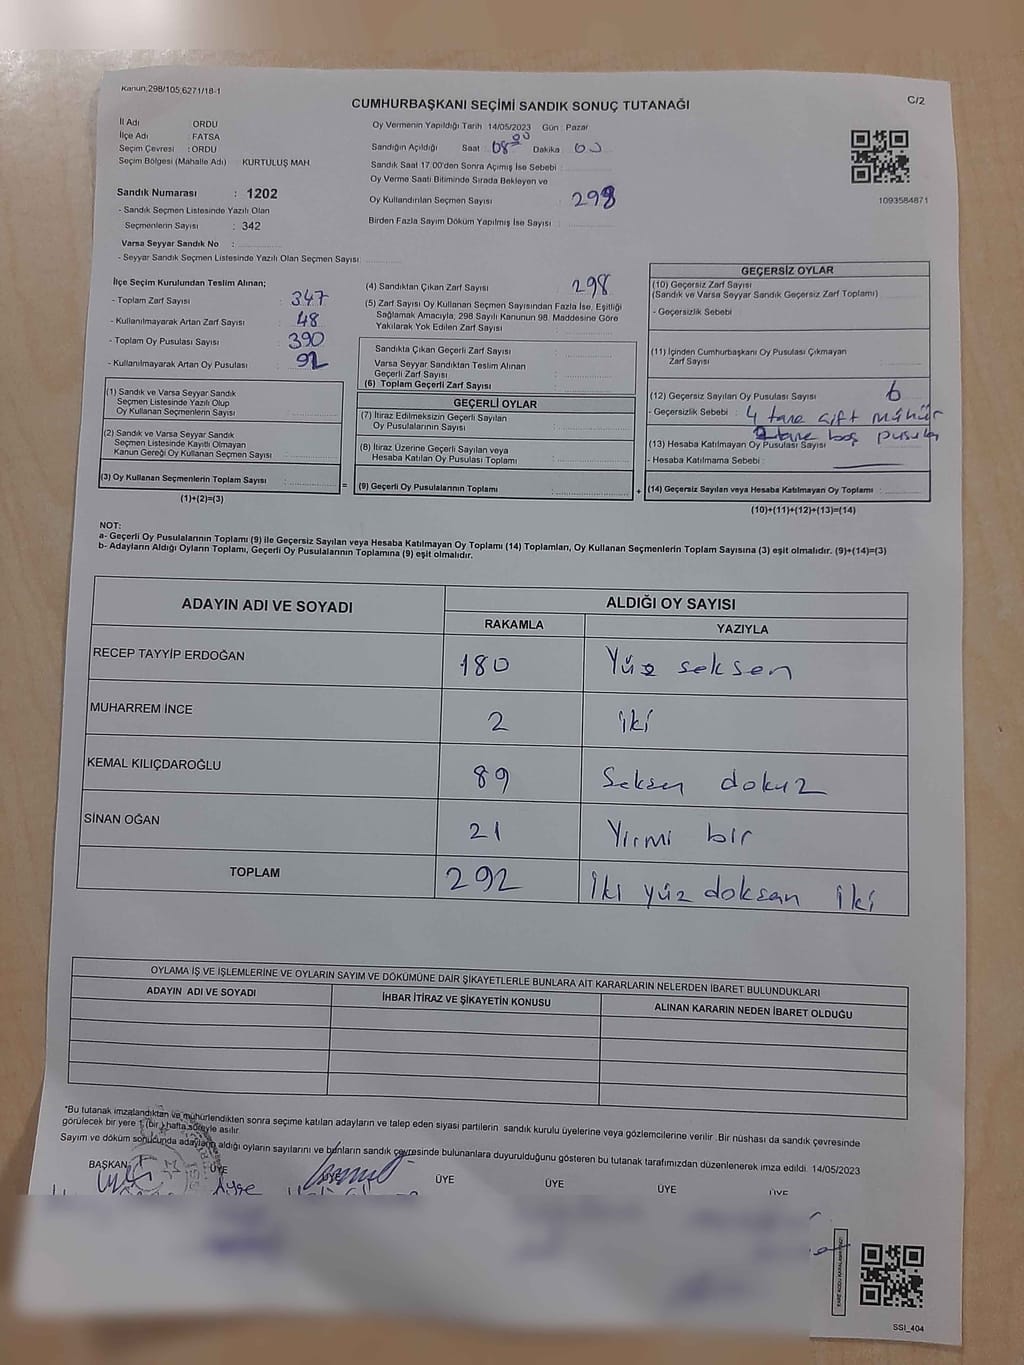 Kanun,298/105,6271/18-1
C/2
CUMHURBAŞKANI SEÇİMİ SANDIK SONUÇ TUTANAĞI
İl Adı : ORDU
İlçe Adı : FATSA
Seçim Çevresi : ORDU
Seçim Bölgesi (Mahalle Adı) KURTULUŞ MAH.
Sandık Numarası : 1202
- Sandık Seçmen Listesinde Yazılı Olan
Seçmenlerin Sayısı : 342
Varsa Seyyar Sandık No :
- Seyyar Sandık Seçmen Listesinde Yazılı Olan Seçmen Sayısı:
Oy Vermenin Yapıldığı Tarih 14/05/2023 Gün : Pazar
Sandığın Açıldığı Saat : 08:00 Dakika 00
Sandık Saat 17.00'den Sonra Açılmış İse Sebebi :
Oy Verme Saati Bitiminde Sırada Bekleyen ve
Oy Kullandırılan Seçmen Sayısı : 298
Birden Fazla Sayım Döküm Yapılmış İse Sayısı :
1093584871
İlçe Seçim Kurulundan Teslim Alınan;
- Toplam Zarf Sayısı : 347
- Kullanılmayarak Artan Zarf Sayısı : 48
- Toplam Oy Pusulası Sayısı : 390
- Kullanılmayarak Artan Oy Pusulası : 92
(1) Sandık ve Varsa Seyyar Sandık
Seçmen Listesinde Yazılı Olup
Oy Kullanan Seçmenlerin Sayısı :
(2) Sandık ve Varsa Seyyar Sandık
Seçmen Listesinde Kayıtlı Olmayan
Kanun Gereği Oy Kullanan Seçmen Sayısı :
(3) Oy Kullanan Seçmenlerin Toplam Sayısı :
(1)+(2)=(3)
(4) Sandıktan Çıkan Zarf Sayısı : 298
(5) Zarf Sayısı Oy Kullanan Seçmen Sayısından Fazla İse, Eşitliği
Sağlamak Amacıyla, 298 Sayılı Kanunun 98. Maddesine Göre
Yakılarak Yok Edilen Zarf Sayısı :
Sandıkta Çıkan Geçerli Zarf Sayısı :
Varsa Seyyar Sandıktan Teslim Alınan
Geçerli Zarf Sayısı :
(6) Toplam Geçerli Zarf Sayısı :
GEÇERLİ OYLAR
(7) İtiraz Edilmeksizin Geçerli Sayılan
Oy Pusulalarının Sayısı :
(8) İtiraz Üzerine Geçerli Sayılan veya
Hesaba Katılan Oy Pusulası Toplamı :
= (9) Geçerli Oy Pusulalarının Toplamı : +
GEÇERSİZ OYLAR
(10) Geçersiz Zarf Sayısı
(Sandık ve Varsa Seyyar Sandık Geçersiz Zarf Toplamı) :
- Geçersizlik Sebebi :
(11) İçinden Cumhurbaşkanı Oy Pusulası Çıkmayan
Zarf Sayısı :
(12) Geçersiz Sayılan Oy Pusulası Sayısı : 6
- Geçersizlik Sebebi : 4 tane çift mühür
2 tane boş pusula
(13) Hesaba Katılmayan Oy Pusulası Sayısı :
- Hesaba Katılmama Sebebi :
(14) Geçersiz Sayılan veya Hesaba Katılmayan Oy Toplamı :
(10)+(11)+(12)+(13)=(14)
NOT:
a- Geçerli Oy Pusulalarının Toplamı (9) ile Geçersiz Sayılan veya Hesaba Katılmayan Oy Toplamı (14) Toplamları, Oy Kullanan Seçmenlerin Toplam Sayısına (3) eşit olmalıdır. (9)+(14)=(3)
b- Adayların Aldığı Oyların Toplamı, Geçerli Oy Pusulalarının Toplamına (9) eşit olmalıdır.
ADAYIN ADI VE SOYADI ALDIĞI OY SAYISI
RAKAMLA YAZIYLA
RECEP TAYYİP ERDOĞAN 180 Yüz seksen
MUHARREM İNCE 2 iki
KEMAL KILIÇDAROĞLU 89 Seksen dokuz
SİNAN OĞAN 21 Yirmi bir
TOPLAM 292 iki yüz doksan iki
OYLAMA İŞ VE İŞLEMLERİNE VE OYLARIN SAYIM VE DÖKÜMÜNE DAİR ŞİKAYETLERLE BUNLARA AİT KARARLARIN NELERDEN İBARET BULUNDUKLARI
ADAYIN ADI VE SOYADI İHBAR İTİRAZ VE ŞİKAYETİN KONUSU ALINAN KARARIN NEDEN İBARET OLDUĞU
*Bu tutanak imzalandıktan ve mühürlendikten sonra seçime katılan adayların ve talep eden siyasi partilerin sandık kurulu üyelerine veya gözlemcilerine verilir. Bir nüshası da sandık çevresinde
görülecek bir yere 1 (bir) hafta süreyle asılır.
Sayım ve döküm sonucunda adayların aldığı oyların sayılarını ve bunların sandık çevresinde bulunanlara duyurulduğunu gösteren bu tutanak tarafımızdan düzenlenerek imza edildi. 14/05/2023
BAŞKAN ÜYE ÜYE ÜYE ÜYE ÜYE ÜYE
Ayşe
SSI_404